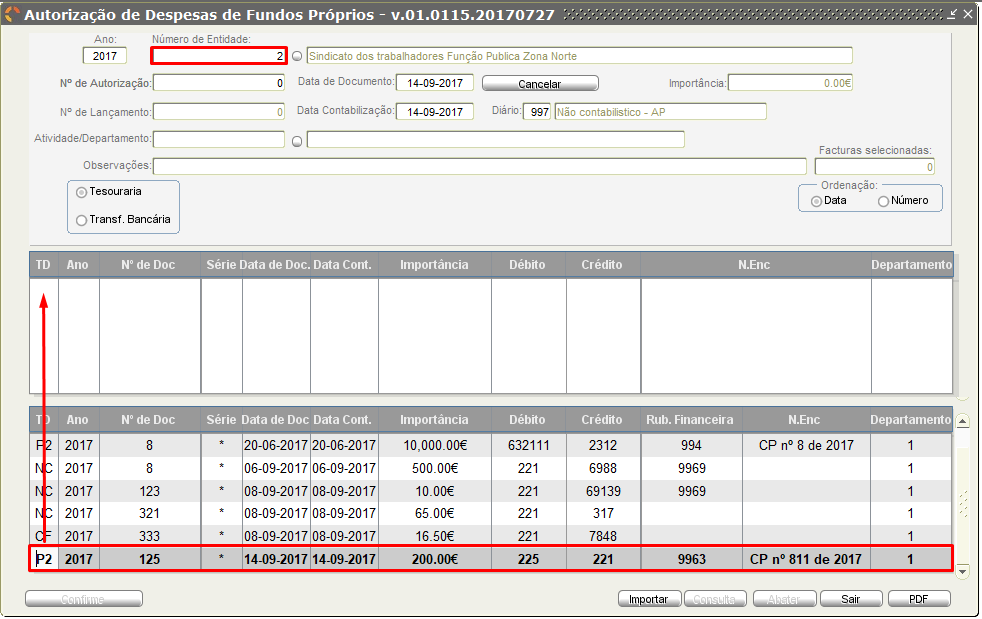 Autorização de Despesas de Fundos Próprios - v.01.0115.20170727
Ano: Número de Entidade:
2017 2 Sindicato dos trabalhadores Função Publica Zona Norte
Nº de Autorização: 0 Data de Documento: 14-09-2017 Cancelar Importância: 0.00€
Nº de Lançamento: 0 Data Contabilização: 14-09-2017 Diário: 997 Não contabilistico - AP
Atividade/Departamento:
Facturas selecionadas:
Observações: 0
Tesouraria
Transf. Bancária
Ordenação:
Data Número
TD Ano Nº de Doc Série Data de Doc. Data Cont. Importância Débito Crédito N.Enc Departamento
TD Ano Nº de Doc Série Data de Doc Data Cont. Importância Débito Crédito Rub. Financeira N.Enc Departamento
P2 2017 8 * 20-06-2017 20-06-2017 10,000.00€ 632111 2312 994 CP nº 8 de 2017 1
NC 2017 8 * 06-09-2017 06-09-2017 500.00€ 221 6988 9969 1
NC 2017 123 * 08-09-2017 08-09-2017 10.00€ 221 69139 9969 1
NC 2017 321 * 08-09-2017 08-09-2017 65.00€ 221 317 1
CF 2017 333 * 08-09-2017 08-09-2017 16.50€ 221 7848 1
P2 2017 125 * 14-09-2017 14-09-2017 200.00€ 225 221 9963 CP nº 811 de 2017 1
Confirme Importar Consulta Abater Sair PDF